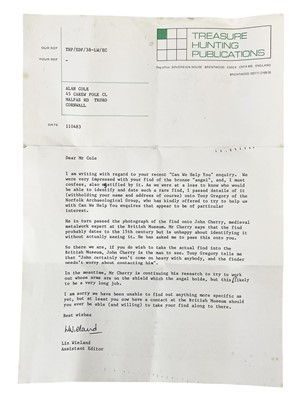 TREASURE
HUNTING
PUBLICATIONS
OUR REF THP/EDP/38-LW/HC
YOUR REF
ALAN COLE
45 CAREW POLE CL
MALPAS RD TRURO
CORNWALL
DATE 110483
Dear Mr Cole
I am writing with regard to your recent "Can We Help You" enquiry. We
were very impressed with your find of the bronze "angel", and, I must
confess, also mystified by it. As we were at a loss to know who would
be able to identify and date such a rare find, I passed details of it
(withholding your name and address of course) onto Tony Gregory of the
Norfolk Archaeological Group, who has kindly offered to try to help us
with Can We Help You enquiries that appear to be of particular
interest.
He in turn passed the photograph of the find onto John Cherry, medieval
metalwork expert at the British Museum. Mr Cherry says that the find
probably dates to the 15th century but is unhappy about identifying it
without actually seeing it. He has asked me to pass this onto you.
So there we are, if you do wish to take the actual find into the
British Museum, John Cherry is the man to see. Tony Gregory tells me
that "John certainly won't come on heavy with anybody, and the finder
needn't worry about contacting him".
In the meantime, Mr Cherry is continuing his research to try to work
out whose arms are on the shield which the angel holds, but this likely
to be a very long job.
I am sorry we have been unable to find out anything more specific as
yet, but at least you now have a contact at the British Museum should
you ever be able (and willing) to take your find along to there.
Best wishes
LWieland
Liz Wieland
Assistant Editor